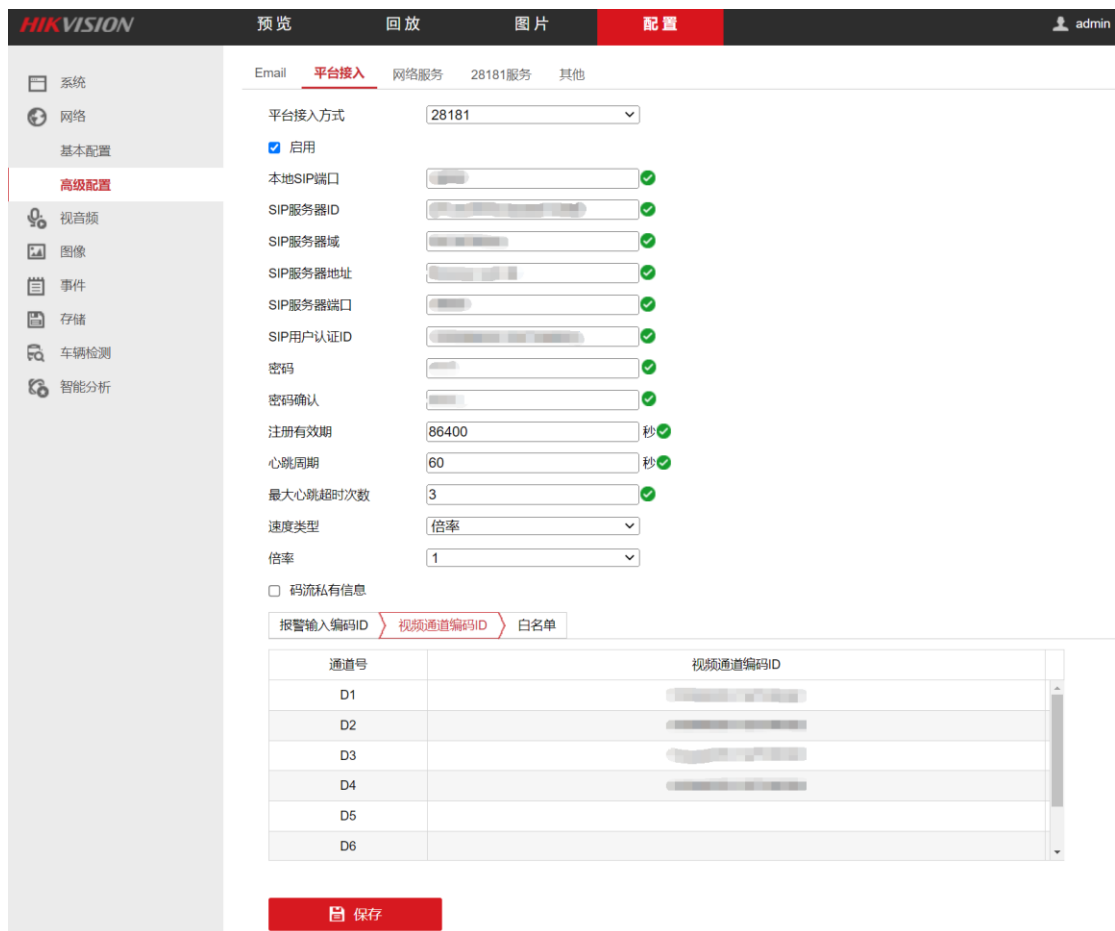 HIKVISION 预览 回放 图片 配置 admin
系统
网络
基本配置
高级配置
视音频
图像
事件
存储
车辆检测
智能分析
Email 平台接入 网络服务 28181服务 其他
平台接入方式 28181
启用
本地SIP端口
SIP服务器ID
SIP服务器域
SIP服务器地址
SIP服务器端口
SIP用户认证ID
密码
密码确认
注册有效期 86400 秒
心跳周期 60 秒
最大心跳超时次数 3
速度类型 倍率
倍率 1
码流私有信息
报警输入编码ID 视频通道编码ID 白名单
通道号 视频通道编码ID
D1
D2
D3
D4
D5
D6
保存